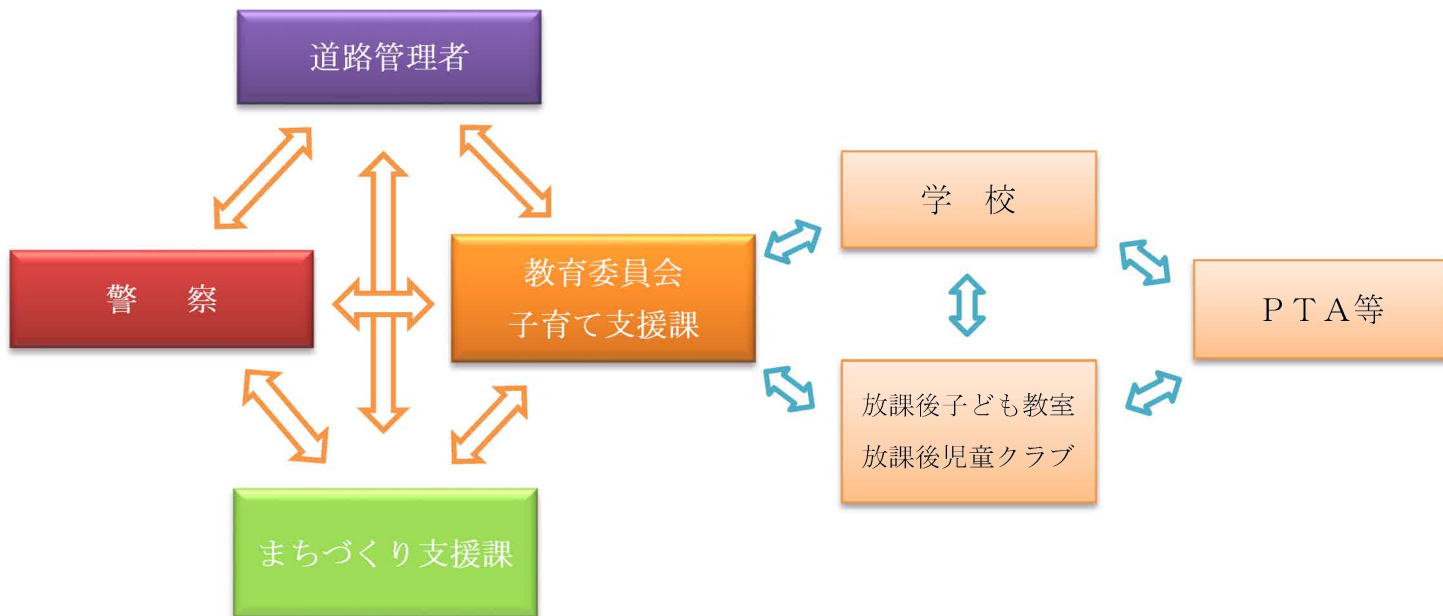 道路管理者
警　察
教育委員会
子育て支援課
まちづくり支援課
学　校
放課後子ども教室
放課後児童クラブ
ＰＴＡ等